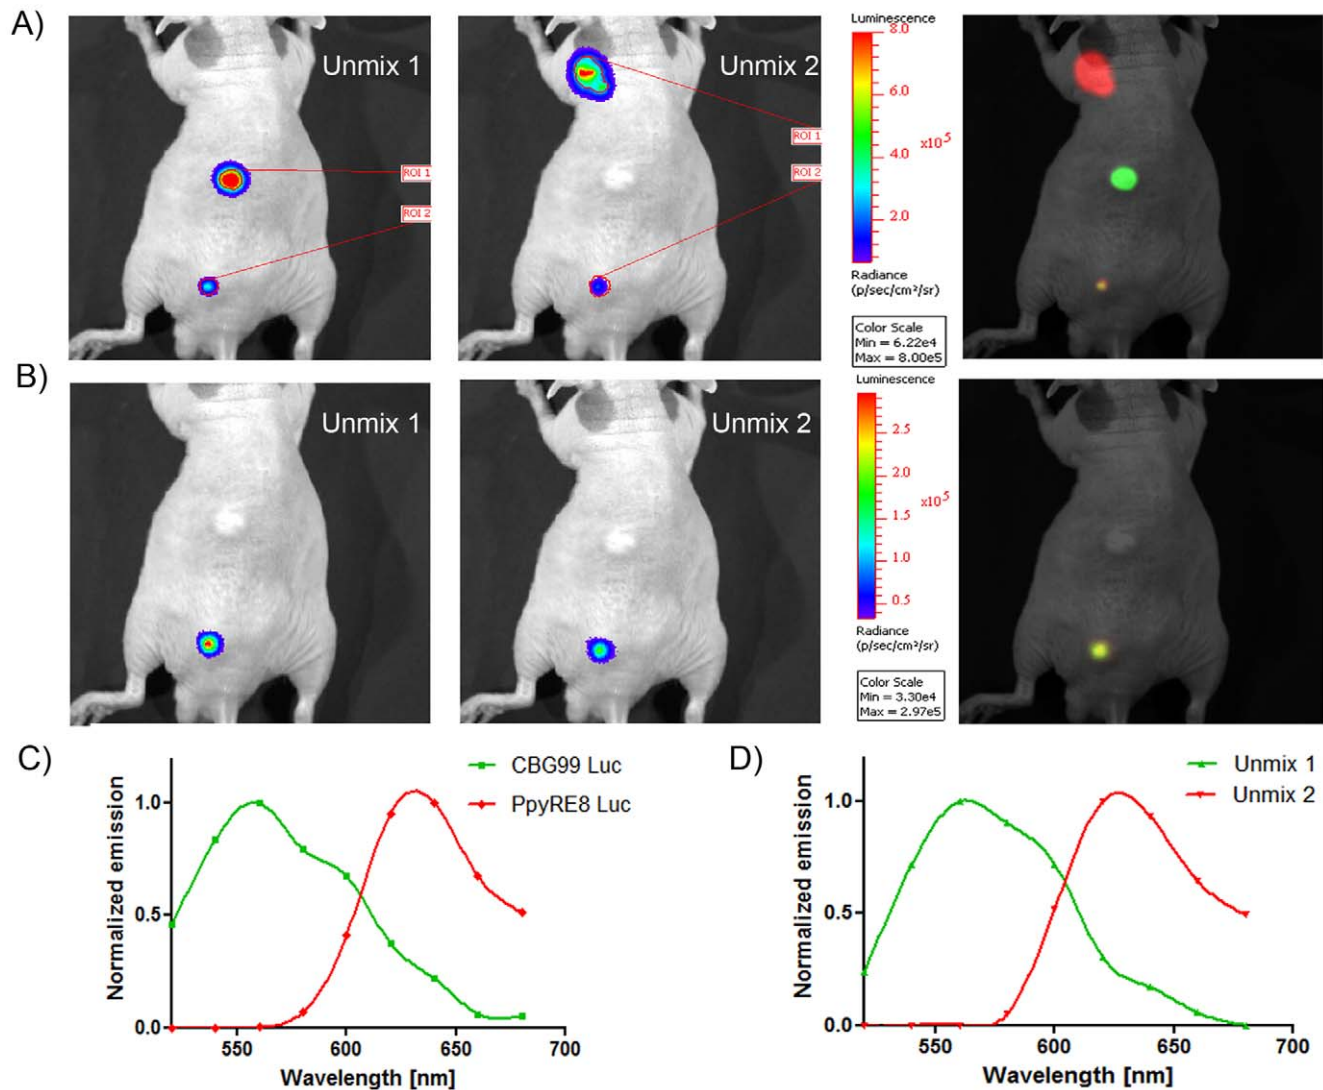 A)
Unmix 1
ROI 1
ROI 2
Unmix 2
ROI 1
ROI 2
Luminescence
8.0
6.0
x10⁵
4.0
2.0
Radiance
(p/sec/cm²/sr)
Color Scale
Min = 6.22e4
Max = 8.00e5
B)
Unmix 1
Unmix 2
Luminescence
2.5
2.0
x10⁵
1.5
1.0
0.5
Radiance
(p/sec/cm²/sr)
Color Scale
Min = 3.30e4
Max = 2.97e5
C)
CBG99 Luc
PpyRE8 Luc
Normalized emission
1.0
0.5
0.0
550 600 650 700
Wavelength [nm]
D)
Unmix 1
Unmix 2
Normalized emission
1.0
0.5
0.0
550 600 650 700
Wavelength [nm]